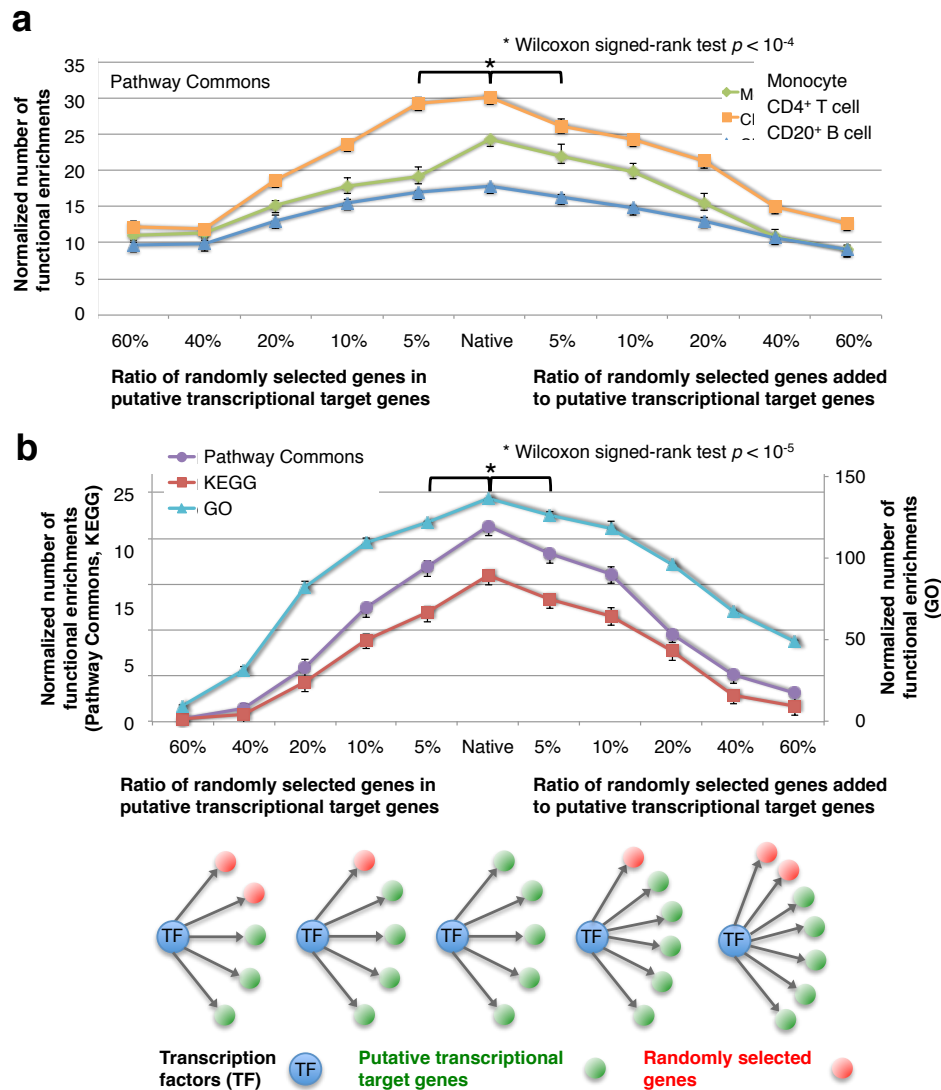 a
* Wilcoxon signed-rank test p < 10-4
Pathway Commons
Monocyte
CD4+ T cell
CD20+ B cell
M
Normalized number of
functional enrichments
35
30
25
20
15
10
5
0
60% 40% 20% 10% 5% Native 5% 10% 20% 40% 60%
Ratio of randomly selected genes in
putative transcriptional target genes
Ratio of randomly selected genes added
to putative transcriptional target genes
b
Pathway Commons
KEGG
GO
* Wilcoxon signed-rank test p < 10-5
*
*
Normalized number of
functional enrichments
(Pathway Commons, KEGG)
25
10
15
5
0
150
100
50
0
Normalized number of
functional enrichments
(GO)
60% 40% 20% 10% 5% Native 5% 10% 20% 40% 60%
Ratio of randomly selected genes in
putative transcriptional target genes
Ratio of randomly selected genes added
to putative transcriptional target genes
TF TF TF TF TF
Transcription
factors (TF)
TF
Putative transcriptional
target genes
Randomly selected
genes